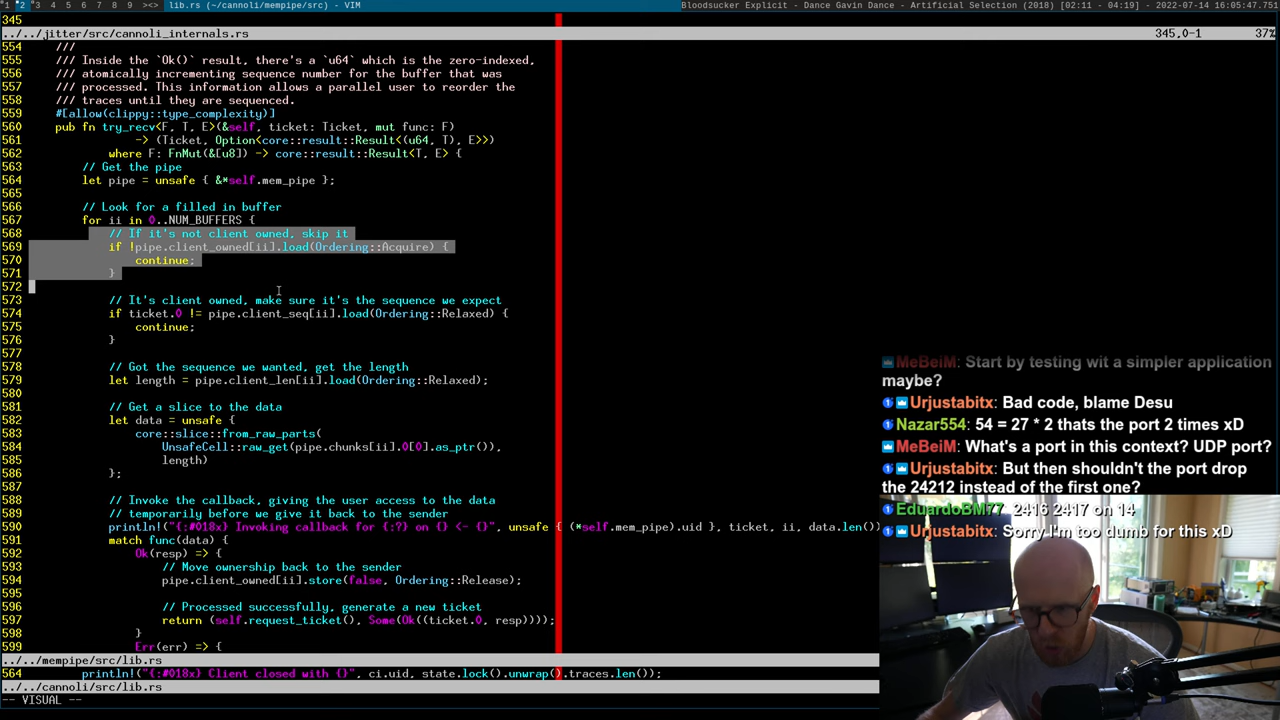 1 2 3 4 5 6 7 8 9 ><> lib.rs (~/cannoli/mempipe/src) - VIM
Bloodsucker Explicit - Dance Gavin Dance - Artificial Selection (2018) [02:11 - 04:19] - 2022-07-14 16:05:47.751
345
../../jitter/src/cannoli_internals.rs 345,0-1 37%
554 ///
555 /// Inside the `Ok()` result, there's a `u64` which is the zero-indexed,
556 /// atomically incrementing sequence number for the buffer that was
557 /// processed. This information allows a parallel user to reorder the
558 /// traces until they are sequenced.
559 #[allow(clippy::type_complexity)]
560 pub fn try_recv<F, T, E>(&self, ticket: Ticket, mut func: F)
561 -> (Ticket, Option<core::result::Result<(u64, T), E>>)
562 where F: FnMut(&[u8]) -> core::result::Result<T, E> {
563 // Get the pipe
564 let pipe = unsafe { &*self.mem_pipe };
565
566 // Look for a filled in buffer
567 for ii in 0..NUM_BUFFERS {
568 // If it's not client owned, skip it
569 if !pipe.client_owned[ii].load(Ordering::Acquire) {
570 continue;
571 }
572
573 // It's client owned, make sure it's the sequence we expect
574 if ticket.0 != pipe.client_seq[ii].load(Ordering::Relaxed) {
575 continue;
576 }
577
578 // Got the sequence we wanted, get the length
579 let length = pipe.client_len[ii].load(Ordering::Relaxed);
580
581 // Get a slice to the data
582 let data = unsafe {
583 core::slice::from_raw_parts(
584 UnsafeCell::raw_get(pipe.chunks[ii].0[0].as_ptr()),
585 length)
586 };
587
588 // Invoke the callback, giving the user access to the data
589 // temporarily before we give it back to the sender
590 println!("{:#018x} Invoking callback for {:?} on {} <- {}", unsafe { (*self.mem_pipe).uid }, ticket, ii, data.len())
591 match func(data) {
592 Ok(resp) => {
593 // Move ownership back to the sender
594 pipe.client_owned[ii].store(false, Ordering::Release);
595
596 // Processed successfully, generate a new ticket
597 return (self.request_ticket(), Some(Ok((ticket.0, resp))));
598 }
599 Err(err) => {
../../mempipe/src/lib.rs
564 println!("{:#018x} Client closed with {}", ci.uid, state.lock().unwrap().traces.len());
../../cannoli/src/lib.rs
-- VISUAL --
MeBeiM: Start by testing wit a simpler application
maybe?
Urjustabitx: Bad code, blame Desu
Nazar554: 54 = 27 * 2 thats the port 2 times xD
MeBeiM: What's a port in this context? UDP port?
Urjustabitx: But then shouldn't the port drop
the 24212 instead of the first one?
EduardoBM77: 2416 2417 on 14
Urjustabitx: Sorry I'm too dumb for this xD